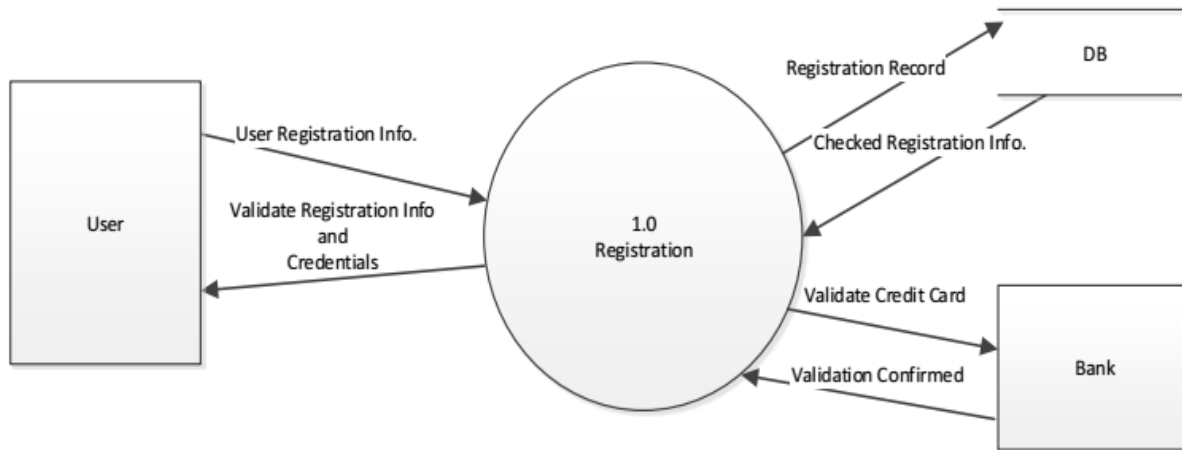 DB
Registration Record
User Registration Info.
Checked Registration Info.
Validate Registration Info
and
Credentials
User
1.0
Registration
Validate Credit Card
Validation Confirmed
Bank